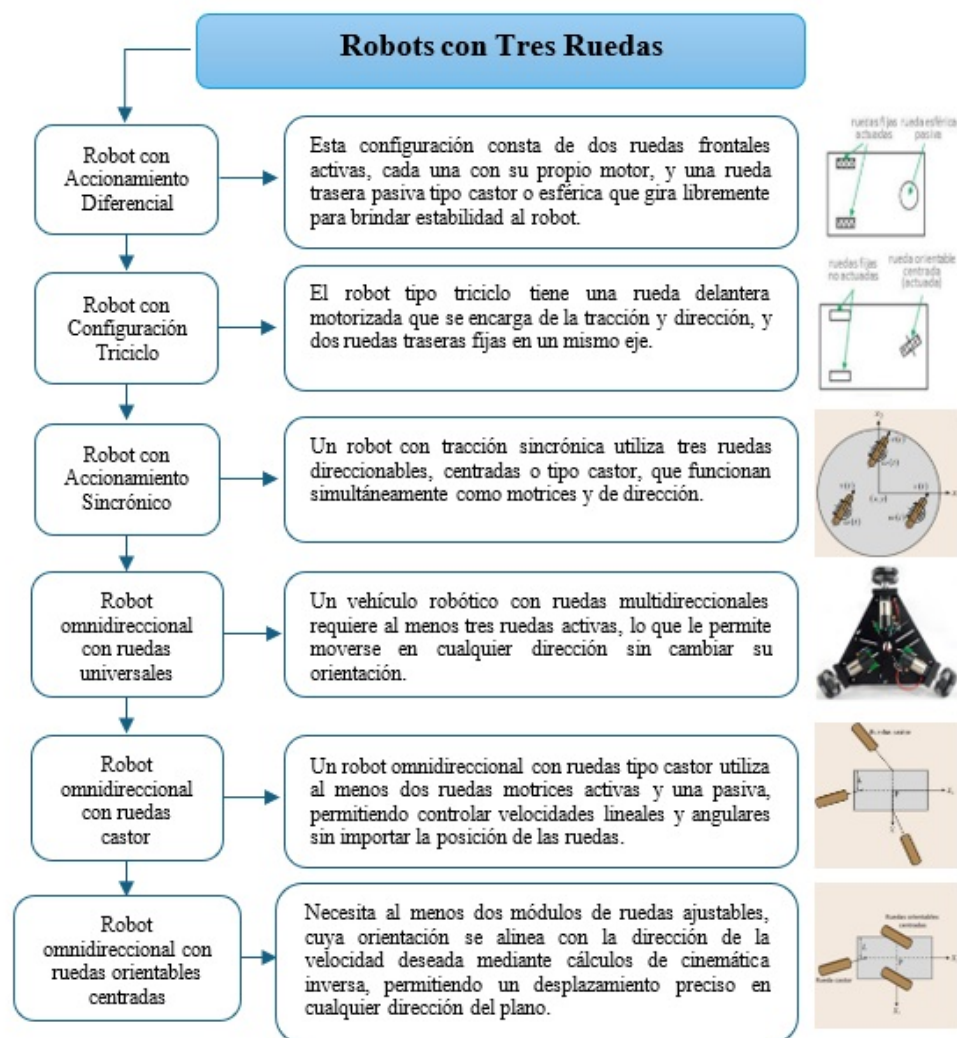 Robots con Tres Ruedas
Robot con
Accionamiento
Diferencial
Esta configuración consta de dos ruedas frontales
activas, cada una con su propio motor, y una rueda
trasera pasiva tipo castor o esférica que gira libremente
para brindar estabilidad al robot.
ruedas fijas
actuadas
rueda esférica
pasiva
Robot con
Configuración
Triciclo
El robot tipo triciclo tiene una rueda delantera
motorizada que se encarga de la tracción y dirección, y
dos ruedas traseras fijas en un mismo eje.
ruedas fijas
no actuadas
rueda orientable
centrada
(actuada)
Robot con
Accionamiento
Sincrónico
Un robot con tracción sincrónica utiliza tres ruedas
direccionables, centradas o tipo castor, que funcionan
simultáneamente como motrices y de dirección.
v(t)
v(t)
(x, y)
v(t)
Robot
omnidireccional
con ruedas
universales
Un vehículo robótico con ruedas multidireccionales
requiere al menos tres ruedas activas, lo que le permite
moverse en cualquier dirección sin cambiar su
orientación.
Robot
omnidireccional
con ruedas
castor
Un robot omnidireccional con ruedas tipo castor utiliza
al menos dos ruedas motrices activas y una pasiva,
permitiendo controlar velocidades lineales y angulares
sin importar la posición de las ruedas.
castor
P
Robot
omnidireccional con
ruedas orientables
centradas
Necesita al menos dos módulos de ruedas ajustables,
cuya orientación se alinea con la dirección de la
velocidad deseada mediante cálculos de cinemática
inversa, permitiendo un desplazamiento preciso en
cualquier dirección del plano.
Ruedas orientables
centradas
P
Rueda castor